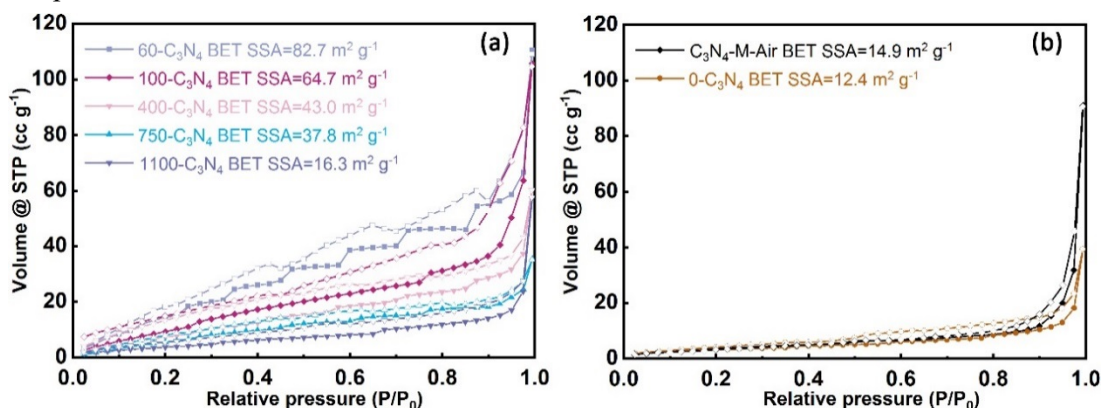 (a)
60-C₃N₄ BET SSA=82.7 m² g⁻¹
100-C₃N₄ BET SSA=64.7 m² g⁻¹
400-C₃N₄ BET SSA=43.0 m² g⁻¹
750-C₃N₄ BET SSA=37.8 m² g⁻¹
1100-C₃N₄ BET SSA=16.3 m² g⁻¹
Volume @ STP (cc g⁻¹)
120
100
80
60
40
20
0
0.0 0.2 0.4 0.6 0.8 1.0
Relative pressure (P/P₀)
(b)
C₃N₄-M-Air BET SSA=14.9 m² g⁻¹
0-C₃N₄ BET SSA=12.4 m² g⁻¹
Volume @ STP (cc g⁻¹)
120
100
80
60
40
20
0
0.0 0.2 0.4 0.6 0.8 1.0
Relative pressure (P/P₀)